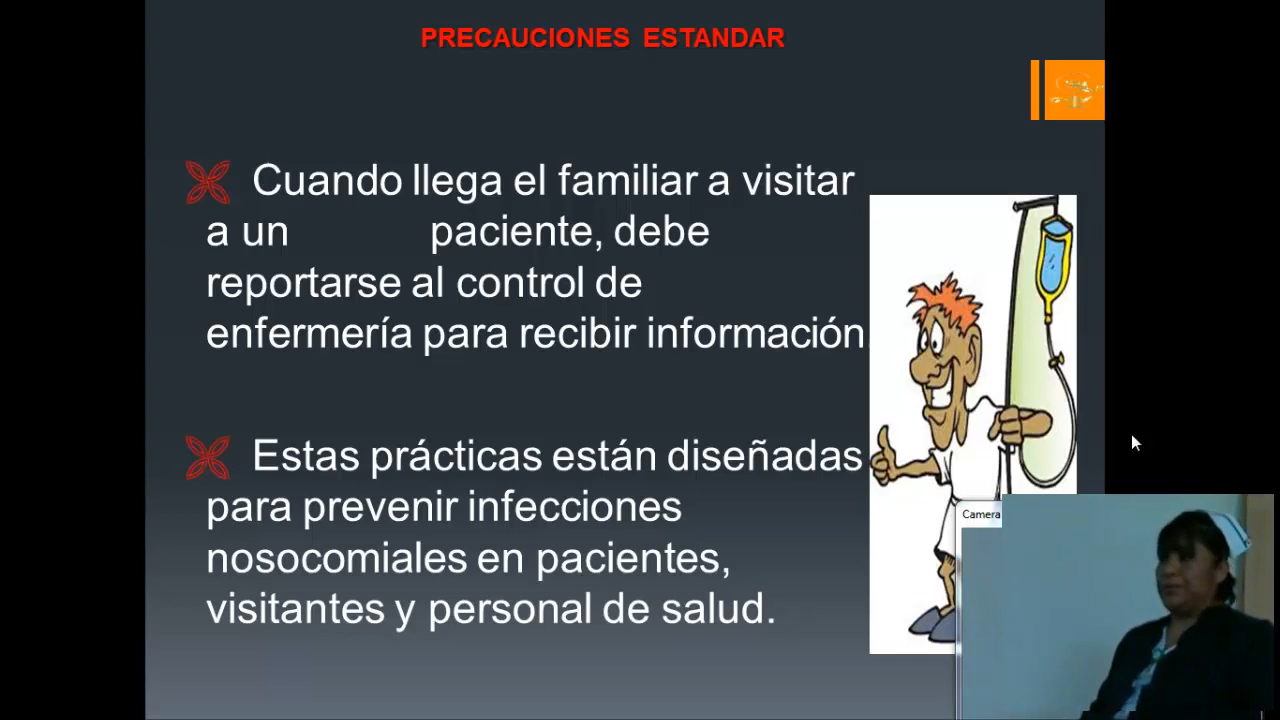 PRECAUCIONES ESTANDAR
Cuando llega el familiar a visitar
a un paciente, debe
reportarse al control de
enfermería para recibir información.
Estas prácticas están diseñadas
para prevenir infecciones
nosocomiales en pacientes,
visitantes y personal de salud.
Camera